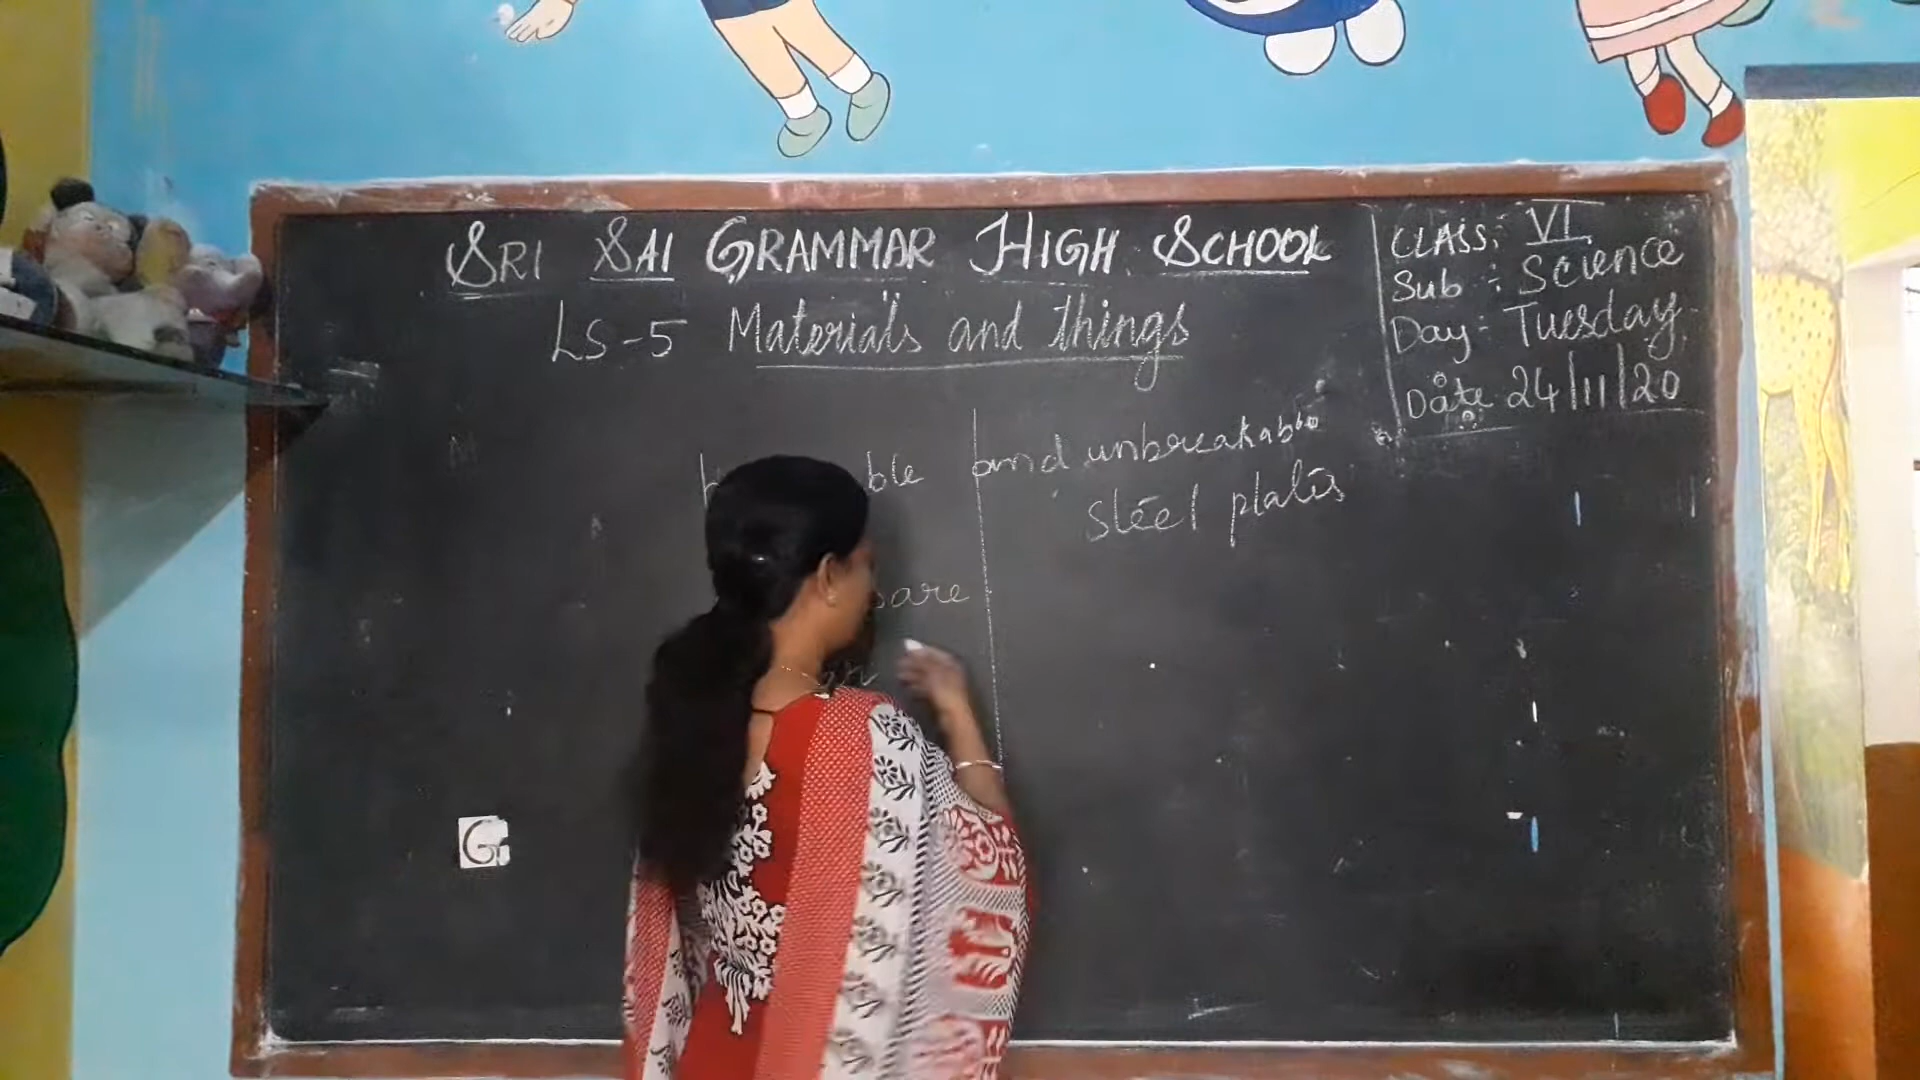 SRI SAI GRAMMAR HIGH SCHOOL
LS-5 Materials and things
CLASS: VI
Sub : Science
Day: Tuesday
Date 24/11/20
and unbreakable
steel plates
G